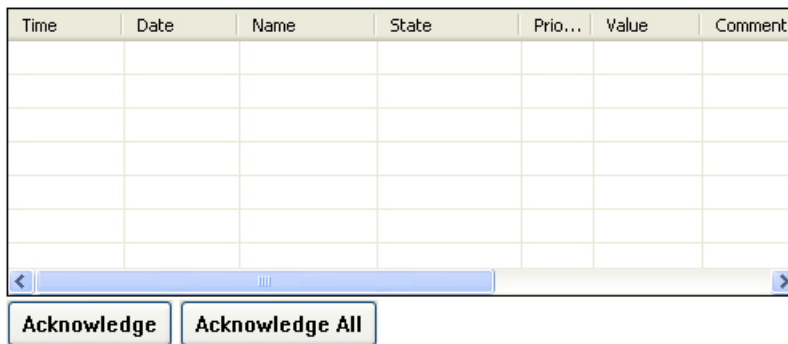 Time Date Name State Prio... Value Comment
Acknowledge Acknowledge All